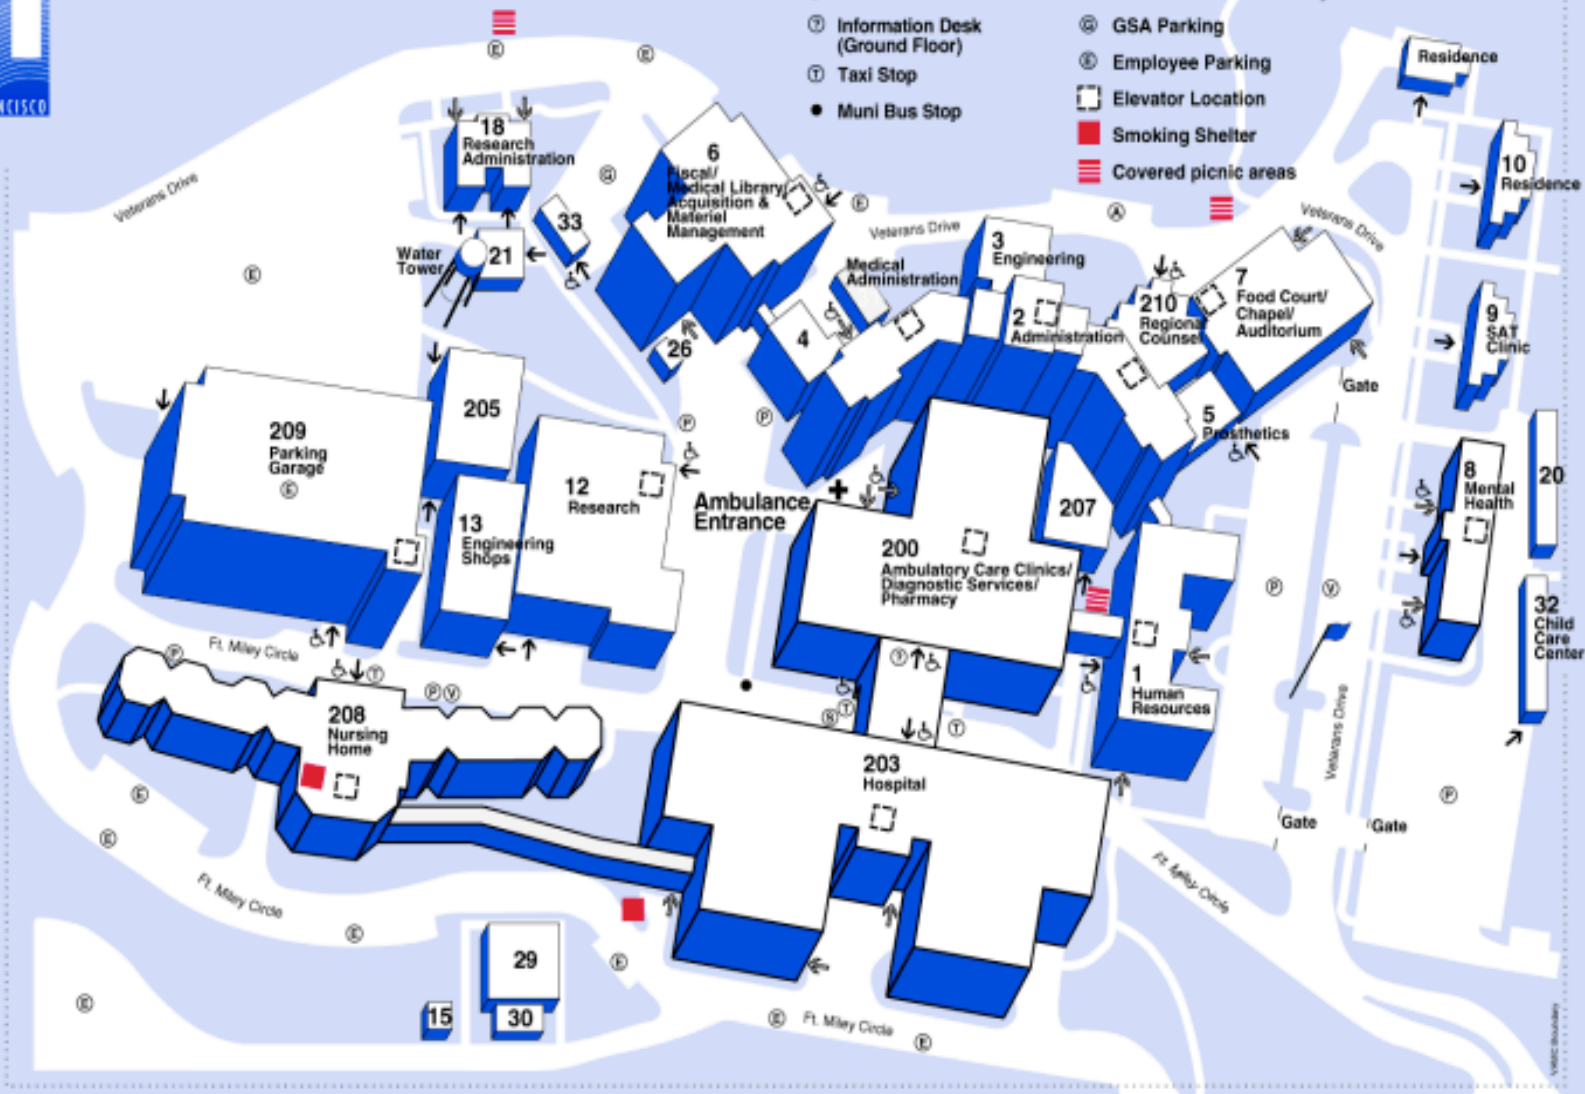 NCISCO
? Information Desk
(Ground Floor)
T Taxi Stop
Muni Bus Stop
G GSA Parking
E Employee Parking
Elevator Location
Smoking Shelter
Covered picnic areas
E
E
Residence
18
Research
Administration
G
6
Fiscal/
Medical Library
Acquisition &
Materiel
Management
E
10
Residence
Veterans Drive
33
Water
Tower
21
E
Veterans Drive
A
Veterans Drive
3
Engineering
Medical
Administration
2
Administration
210
Regional
Counsel
7
Food Court/
Chapel/
Auditorium
9
SAT
Clinic
4
26
Gate
205
209
Parking
Garage
E
P
P
5
Prosthetics
12
Research
Ambulance
Entrance
13
Engineering
Shops
207
200
Ambulatory Care Clinics/
Diagnostic Services/
Pharmacy
8
Mental
Health
20
P
V
32
Child
Care
Center
Ft. Miley Circle
P
T
P V
?
1
Human
Resources
208
Nursing
Home
S T
T
Veterans Drive
203
Hospital
E
E
P
Gate
Gate
Ft. Miley Circle
Ft. Miley Circle
E
E
29
15
30
E
E
Ft. Miley Circle
E
VAMC Boundary